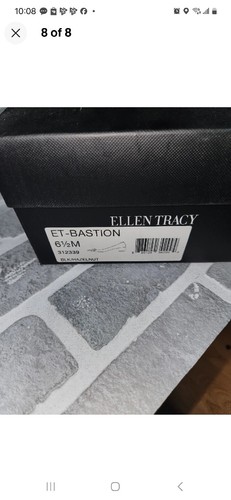 10:08
8 of 8
ELLEN TRACY
ET-BASTION
6½M
312339